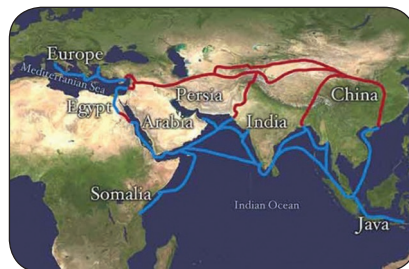 Europe
Mediterranean Sea
Egypt
Persia
China
Arabia
India
Somalia
Indian Ocean
Java